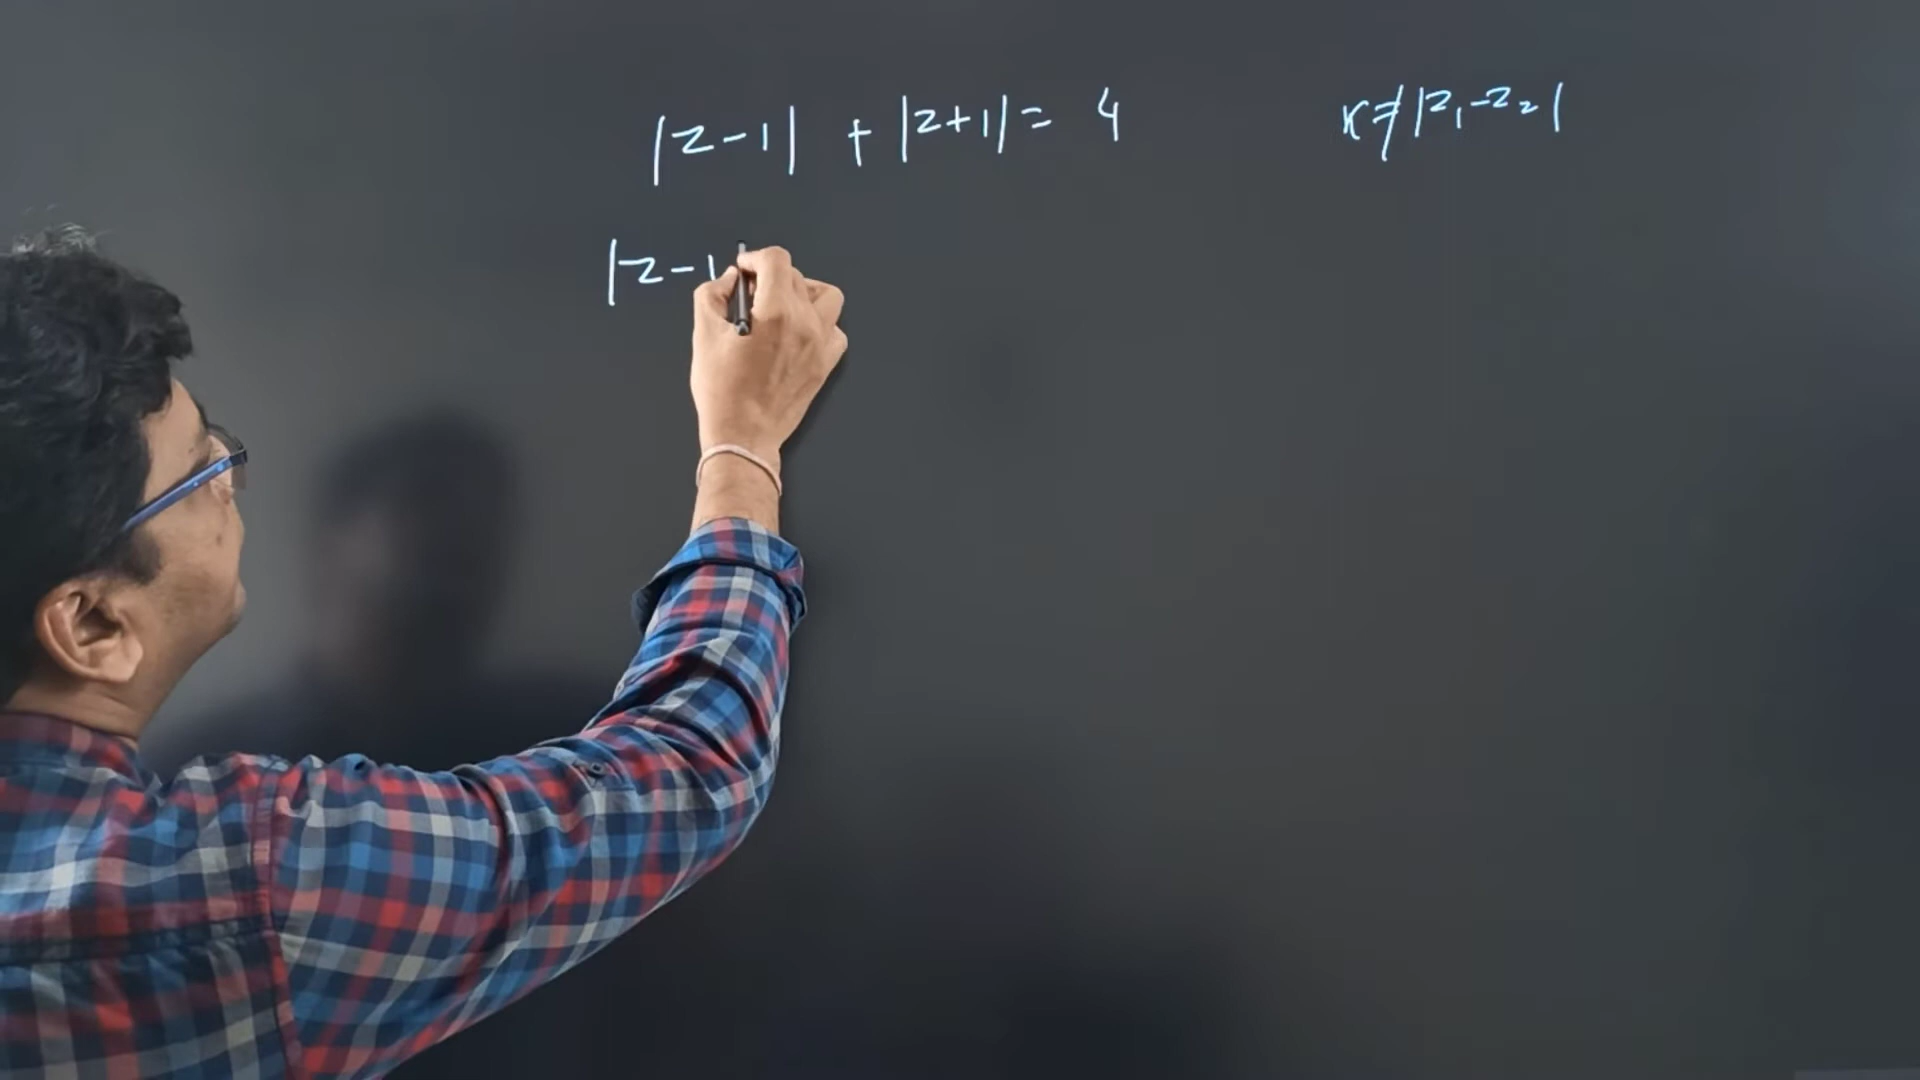 |z-1| + |z+1| = 4
k ≠ |z₁-z₂|
|z-1